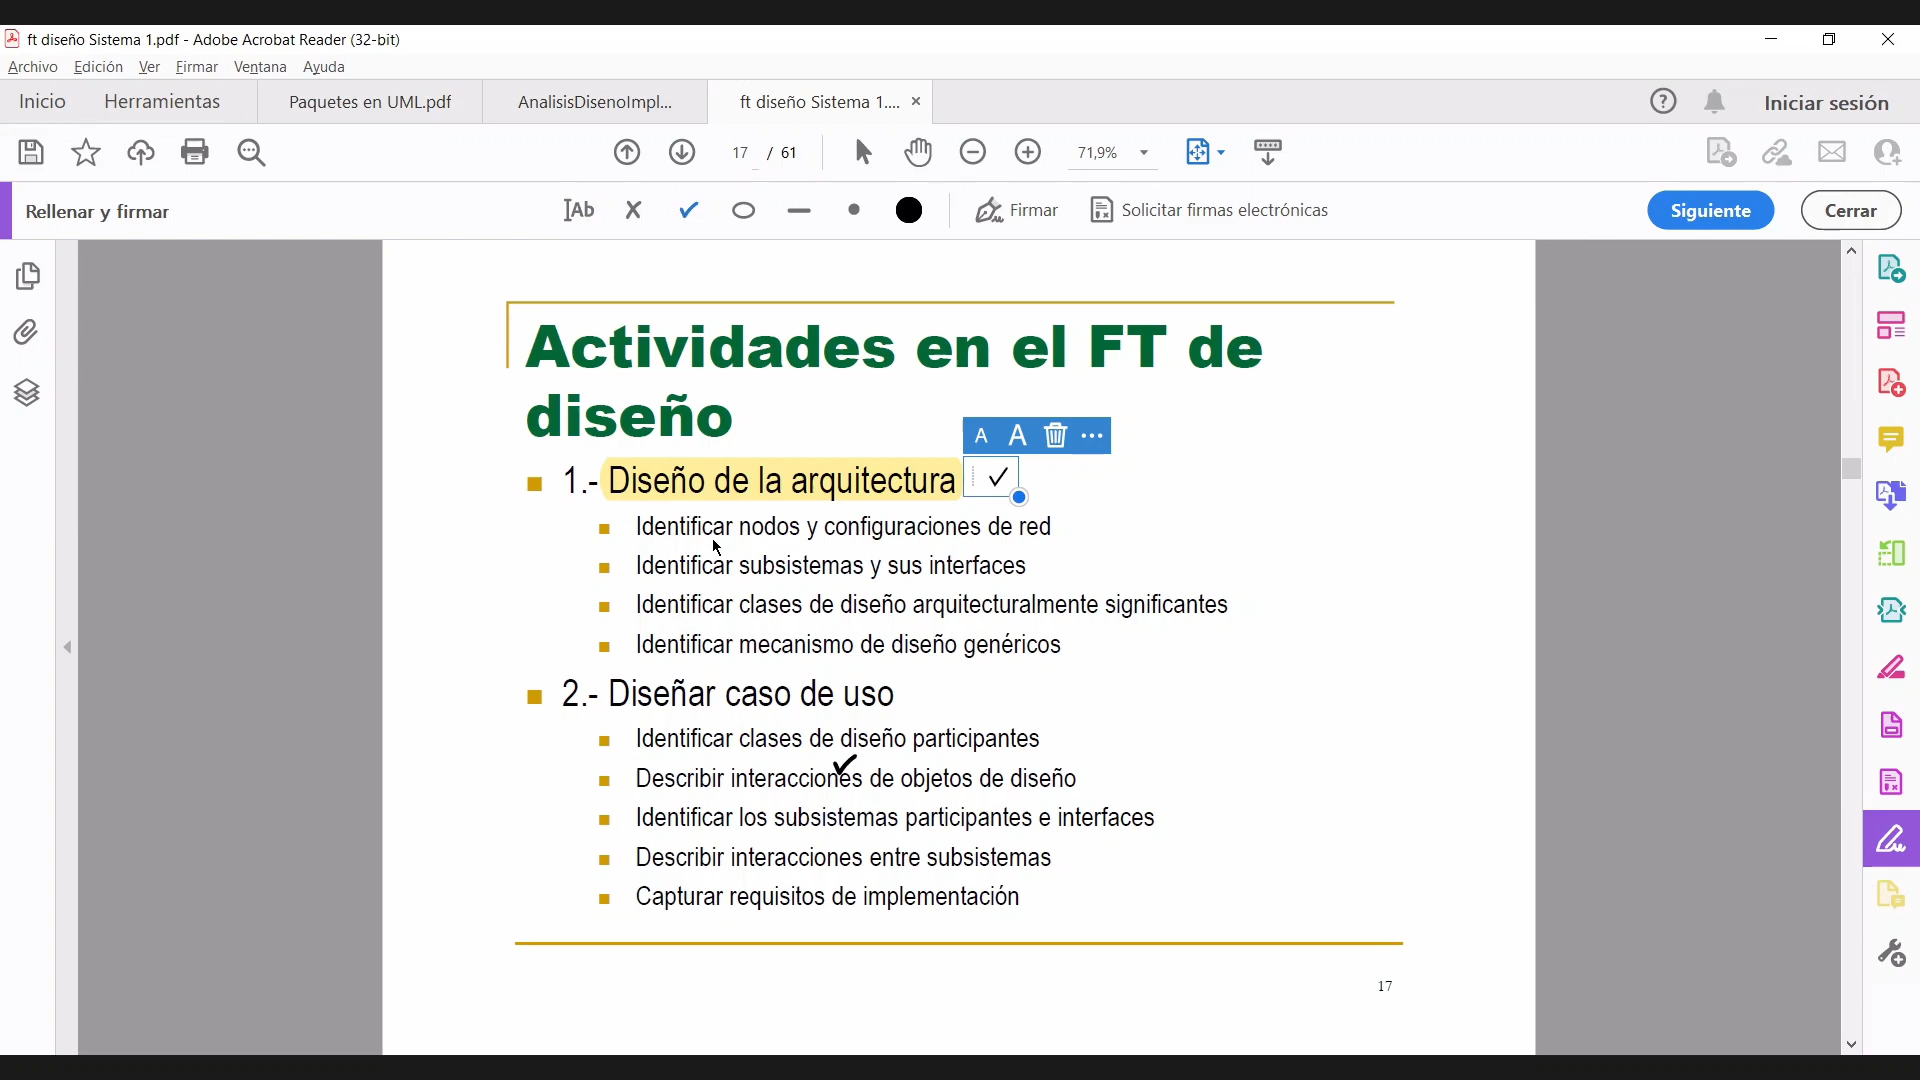 ft diseño Sistema 1.pdf - Adobe Acrobat Reader (32-bit)
Archivo Edición Ver Firmar Ventana Ayuda
Inicio Herramientas Paquetes en UML.pdf AnalisisDisenoImpl... ft diseño Sistema 1.... Iniciar sesión
17 / 61 71,9%
Rellenar y firmar Ab Firmar Solicitar firmas electrónicas Siguiente Cerrar
Actividades en el FT de
diseño
A A
1.- Diseño de la arquitectura
Identificar nodos y configuraciones de red
Identificar subsistemas y sus interfaces
Identificar clases de diseño arquitecturalmente significantes
Identificar mecanismo de diseño genéricos
2.- Diseñar caso de uso
Identificar clases de diseño participantes
Describir interacciones de objetos de diseño
Identificar los subsistemas participantes e interfaces
Describir interacciones entre subsistemas
Capturar requisitos de implementación
17